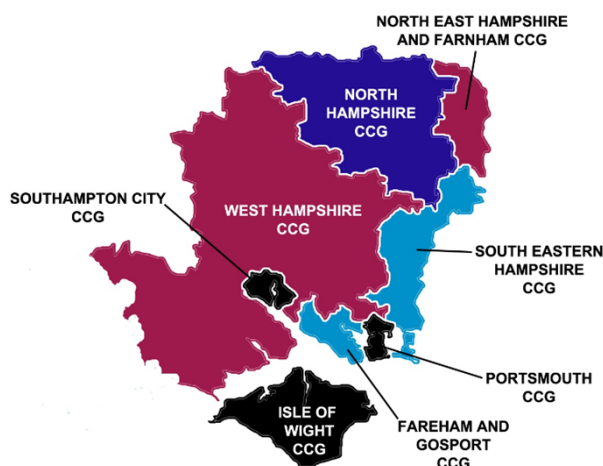 NORTH EAST HAMPSHIRE
AND FARNHAM CCG
NORTH
HAMPSHIRE
CCG
SOUTHAMPTON CITY
CCG
WEST HAMPSHIRE
CCG
SOUTH EASTERN
HAMPSHIRE
CCG
PORTSMOUTH
CCG
ISLE OF
WIGHT
CCG
FAREHAM AND
GOSPORT
CCG